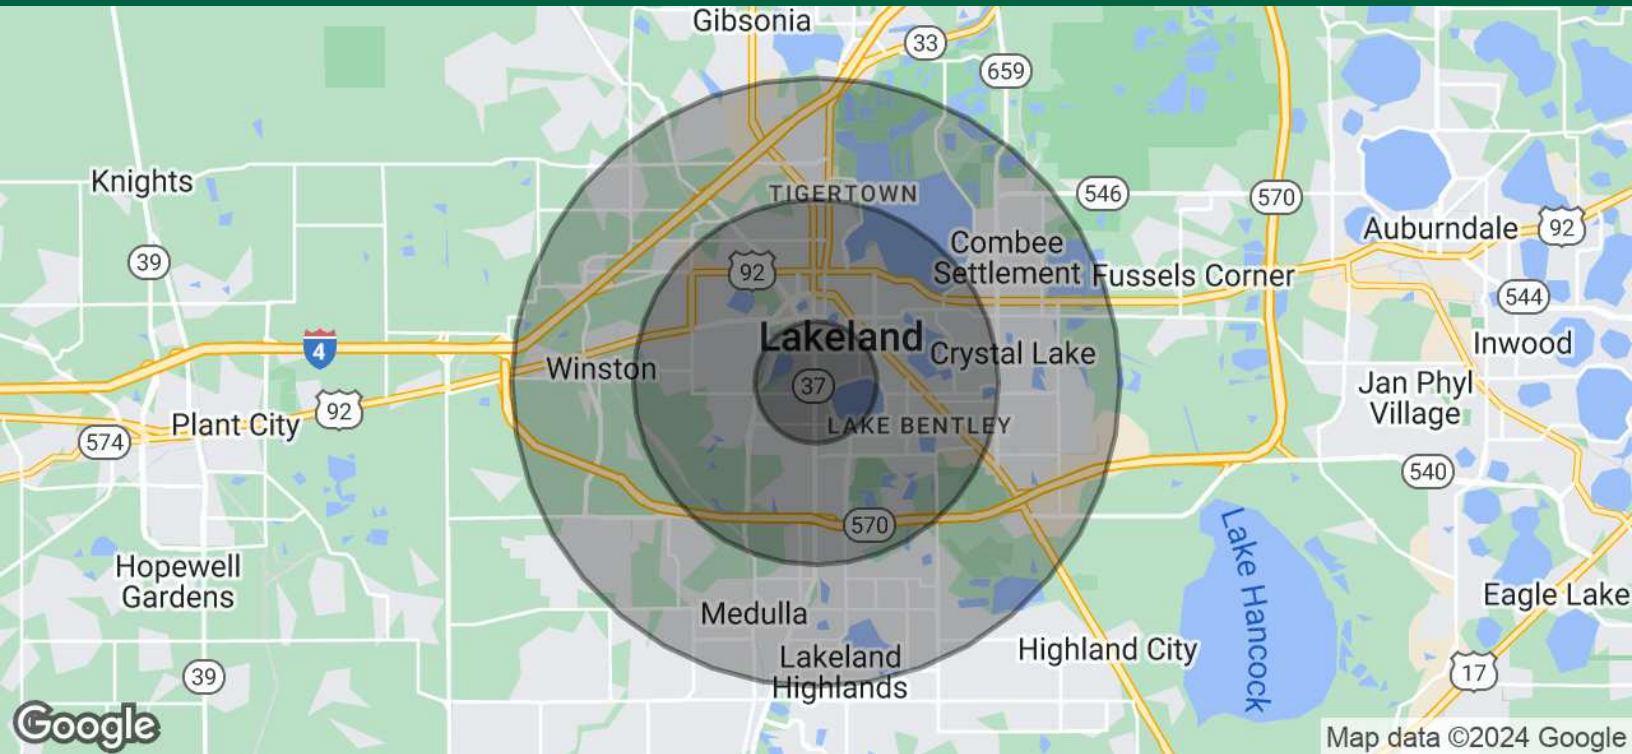 Gibsonia
33
659
Knights
TIGERTOWN
546
570
Auburndale
92
39
Combee
Settlement
Fussels Corner
92
544
Lakeland
4
Winston
Crystal Lake
Inwood
37
Jan Phyl
Village
92
Plant City
LAKE BENTLEY
574
540
570
Lake Hancock
Hopewell
Gardens
Eagle Lake
Medulla
Lakeland
Highlands
Highland City
39
17
Google
Map data ©2024 Google